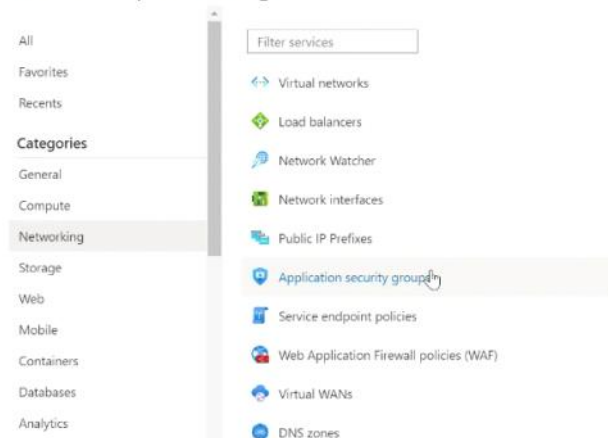 All
Favorites
Recents
Categories
General
Compute
Networking
Storage
Web
Mobile
Containers
Databases
Analytics
Filter services
Virtual networks
Load balancers
Network Watcher
Network interfaces
Public IP Prefixes
Application security groups
Service endpoint policies
Web Application Firewall policies (WAF)
Virtual WANs
DNS zones